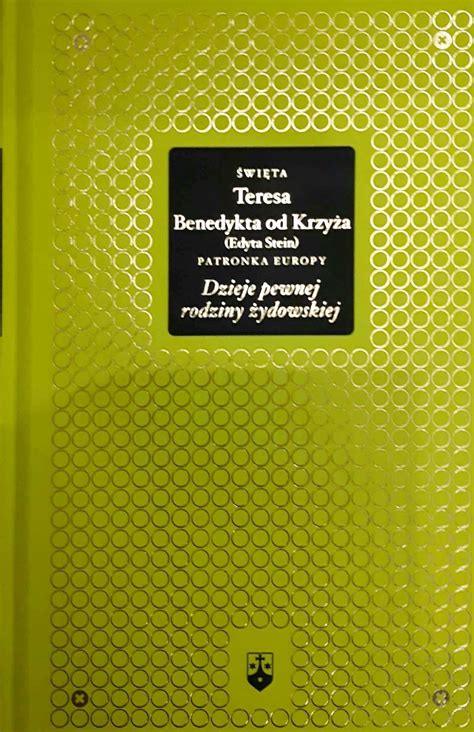 ŚWIĘTA
Teresa
Benedykta od Krzyża
(Edyta Stein)
PATRONKA EUROPY
Dzieje pewnej
rodziny żydowskiej